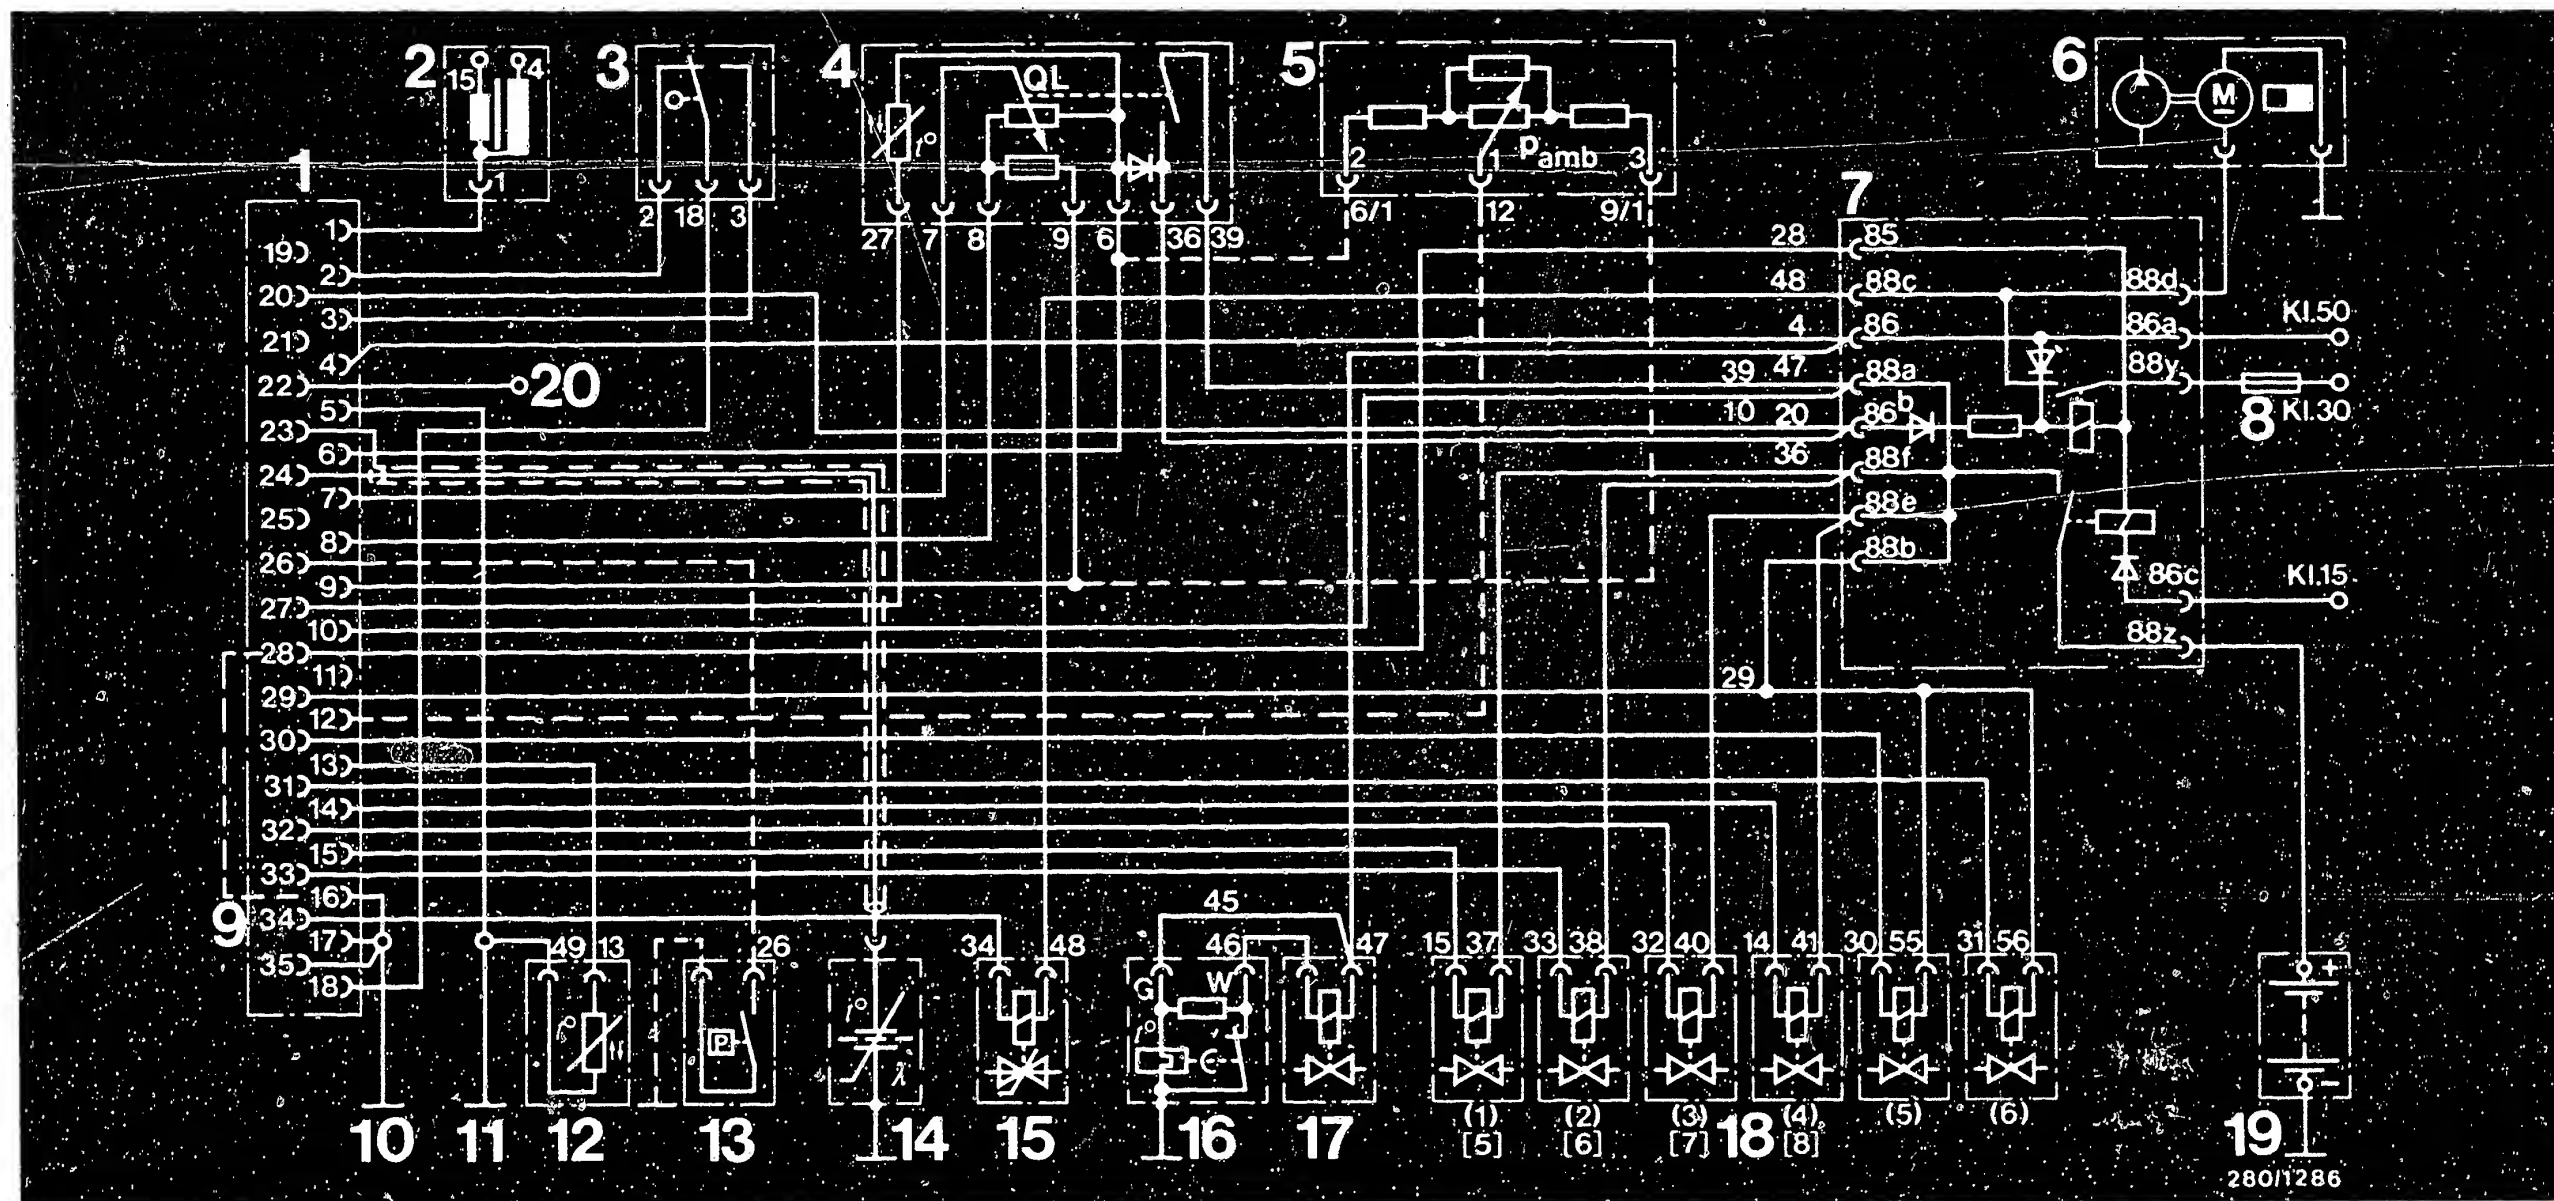 2 3 4 5 6
15 4
QL
t°
M
2 1 Pamb 3
1
1
7
2 18 3
27 7 8 9 6 36 39
6/1 12 9/1
1
19
2
20
3
21
4
22
5
23
6
24
7
25
8
26
9
27
10
28
11
29
12
30
13
31
14
32
15
33
16
34
17
35
18
20
28 85
48 88c 88d
4 86 86a Kl.50
39 47 88a 88y
8 Kl.30
10 20 86b
36 88f
88e
88b
86c Kl.15
88z
29
9
45
49 13 26 34 48 46 47 15 37 33 38 32 40 14 41 30 55 31 56
G W
t° P t° λ t°
+
−
(1) (2) (3) (4) (5) (6)
[5] [6] [7] [8]
10 11 12 13 14 15 16 17 18 19
280/1286